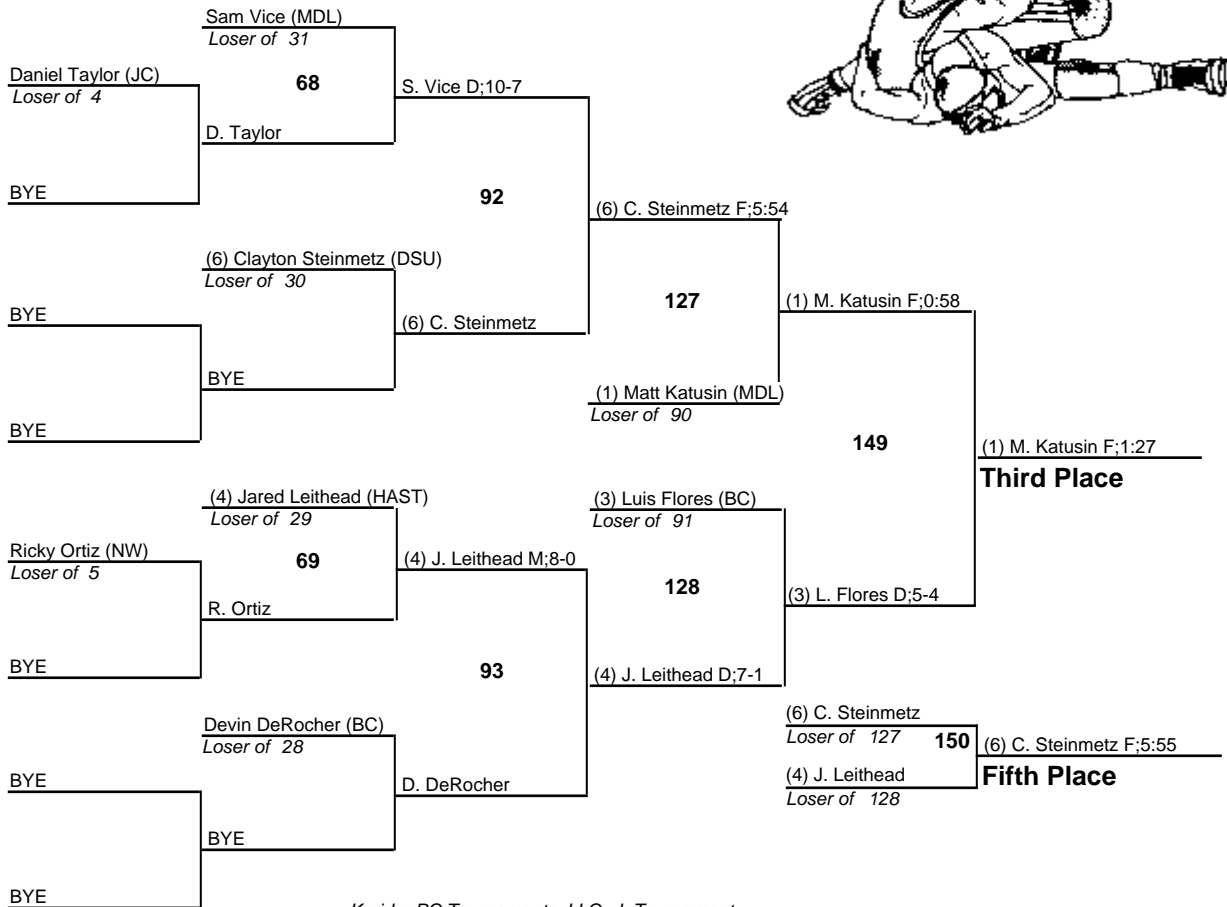 Sam Vice (MDL)
Loser of 31
Daniel Taylor (JC)
Loser of 4
68
S. Vice D;10-7
D. Taylor
BYE
92
(6) C. Steinmetz F;5:54
(6) Clayton Steinmetz (DSU)
Loser of 30
127
(1) M. Katusin F;0:58
BYE
(6) C. Steinmetz
BYE
(1) Matt Katusin (MDL)
Loser of 90
BYE
149
(1) M. Katusin F;1:27
Third Place
(4) Jared Leithead (HAST)
Loser of 29
(3) Luis Flores (BC)
Loser of 91
Ricky Ortiz (NW)
Loser of 5
69
(4) J. Leithead M;8-0
128
(3) L. Flores D;5-4
R. Ortiz
BYE
93
(4) J. Leithead D;7-1
Devin DeRocher (BC)
Loser of 28
(6) C. Steinmetz
Loser of 127
150
(6) C. Steinmetz F;5:55
Fifth Place
BYE
D. DeRocher
(4) J. Leithead
Loser of 128
BYE
BYE